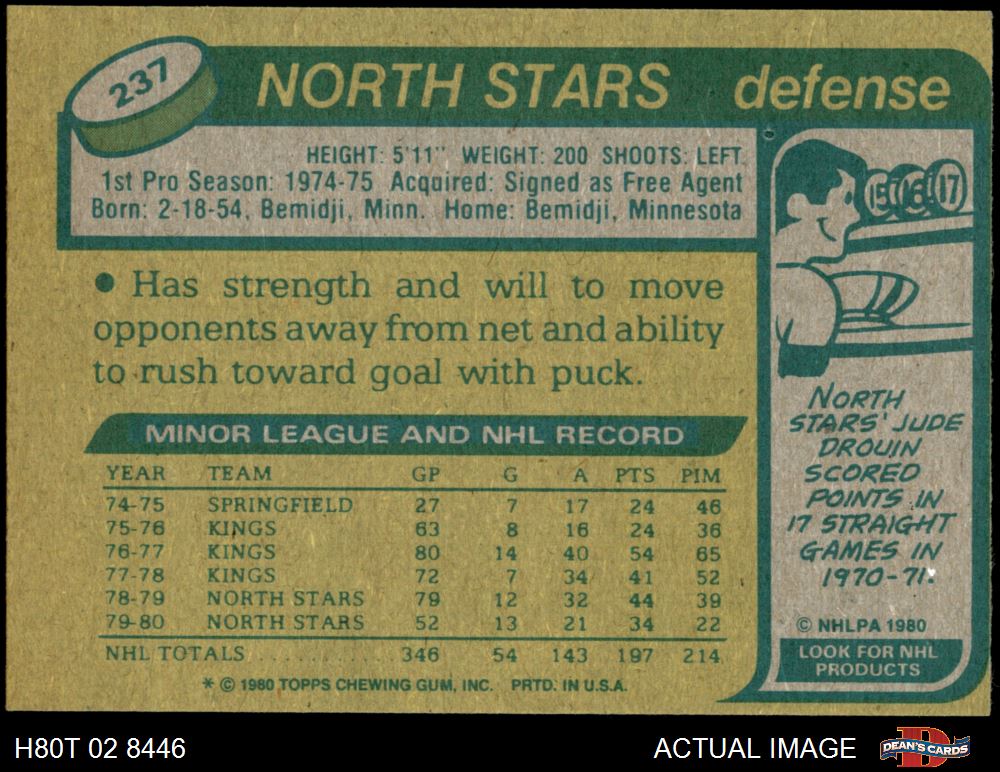 237
NORTH STARS defense
HEIGHT: 5'11" WEIGHT: 200 SHOOTS: LEFT.
1st Pro Season: 1974-75 Acquired: Signed as Free Agent
Born: 2-18-54, Bemidji, Minn. Home: Bemidji, Minnesota
● Has strength and will to move
opponents away from net and ability
to rush toward goal with puck.
MINOR LEAGUE AND NHL RECORD
YEAR TEAM GP G A PTS PIM
74-75 SPRINGFIELD 27 7 17 24 46
75-76 KINGS 63 8 16 24 36
76-77 KINGS 80 14 40 54 65
77-78 KINGS 72 7 34 41 52
78-79 NORTH STARS 79 12 32 44 39
79-80 NORTH STARS 52 13 21 34 22
NHL TOTALS .......... 346 54 143 197 214
* © 1980 TOPPS CHEWING GUM, INC. PRTD. IN U.S.A.
15 16 17
NORTH
STARS' JUDE
DROUIN
SCORED
POINTS IN
17 STRAIGHT
GAMES IN
1970-71.
© NHLPA 1980
LOOK FOR NHL
PRODUCTS
H80T 02 8446
ACTUAL IMAGE
D
DEAN'S CARDS